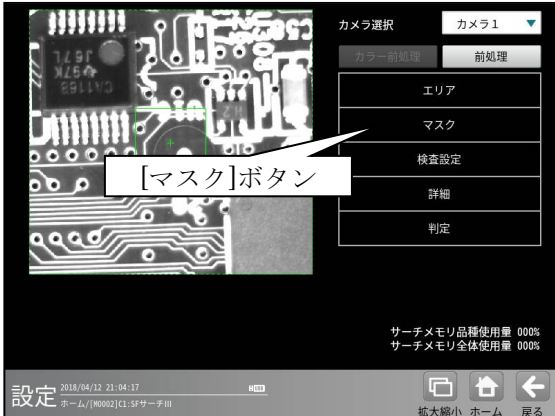 カメラ選択
カメラ1
カラー前処理
前処理
エリア
マスク
[マスク]ボタン
検査設定
詳細
判定
サーチメモリ品種使用量 000%
サーチメモリ全体使用量 000%
設定
2018/04/12 21:04:17
ホーム/[M0002]C1:SFサーチIII
拡大縮小
ホーム
戻る